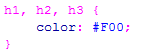 h1, h2, h3 {
    color: #F00;
}